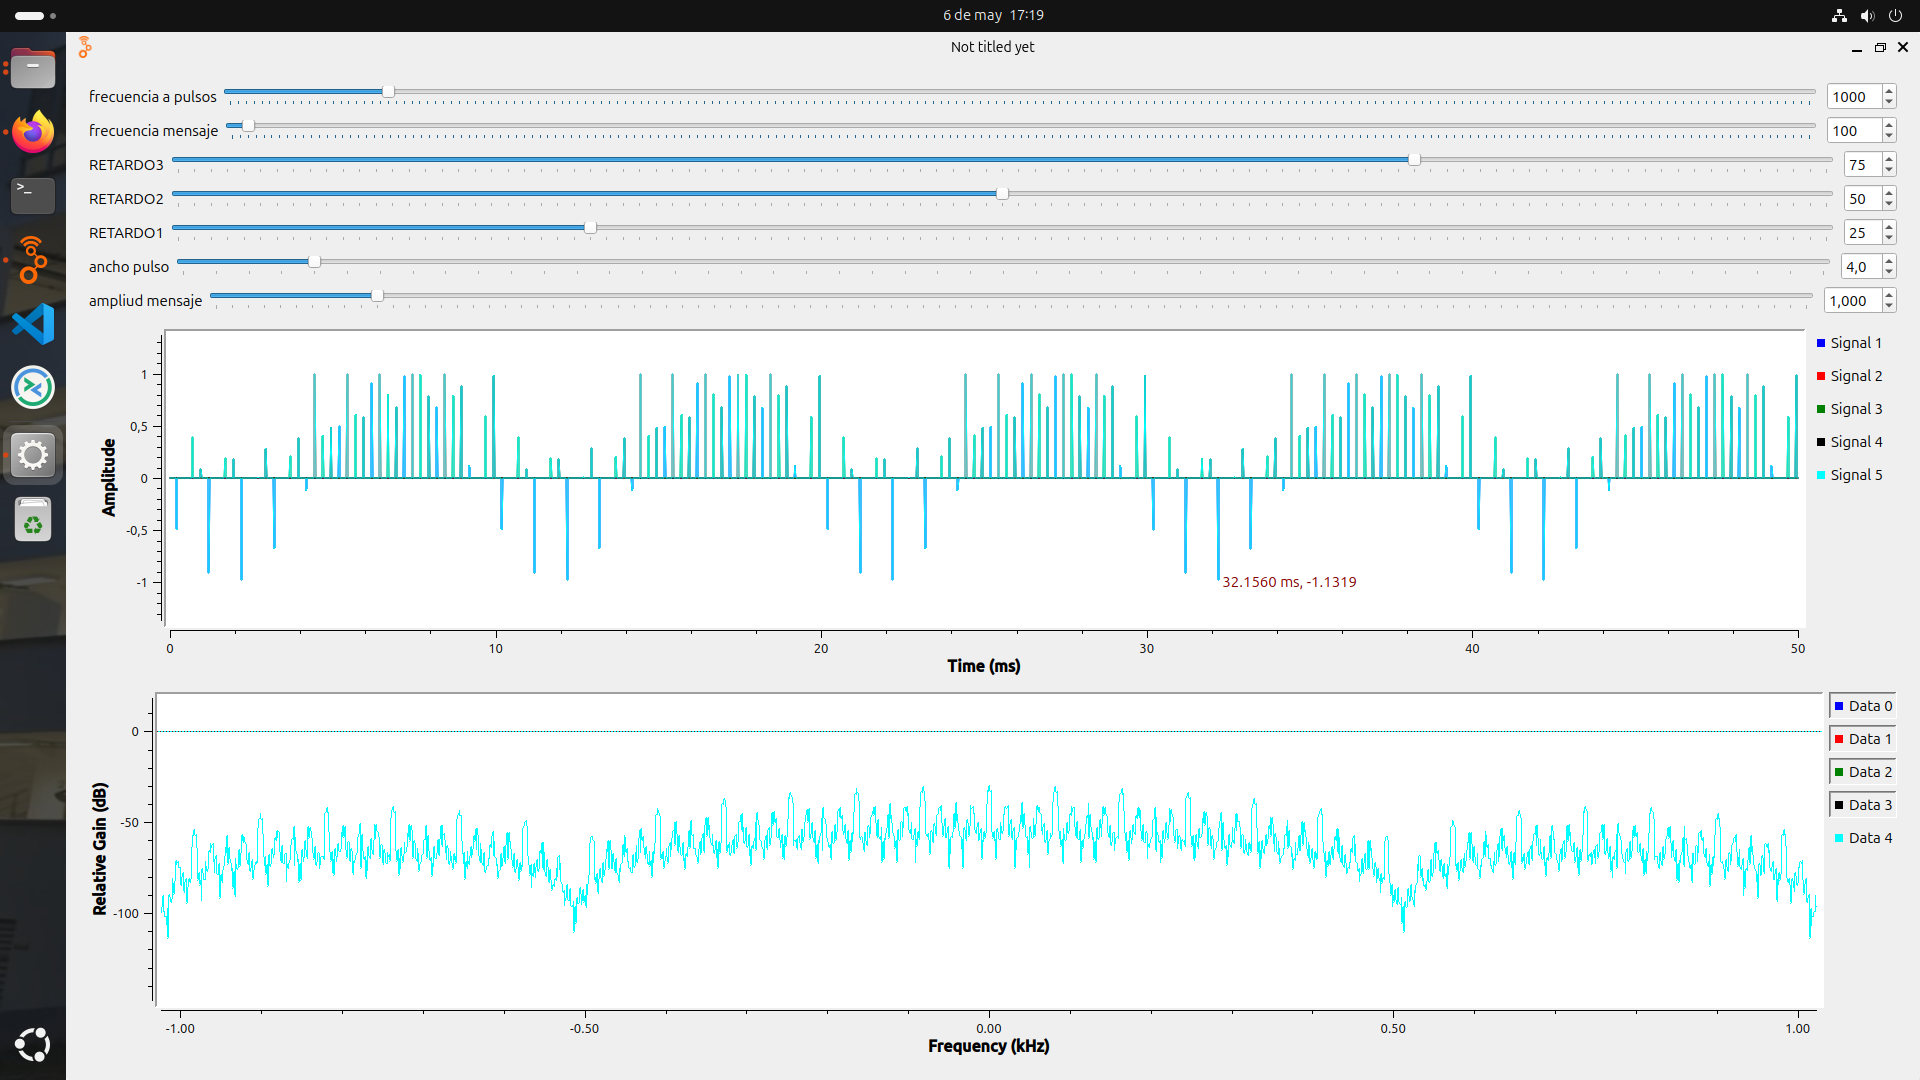 6 de may 17:19
Not titled yet
frecuencia a pulsos 1000
frecuencia mensaje 100
RETARDO3 75
RETARDO2 50
RETARDO1 25
ancho pulso 4,0
ampliud mensaje 1,000
Signal 1
Signal 2
Signal 3
Signal 4
Signal 5
Amplitude
1
0,5
0
-0,5
-1
32.1560 ms, -1.1319
0 10 20 30 40 50
Time (ms)
Data 0
Data 1
Data 2
Data 3
Data 4
Relative Gain (dB)
0
-50
-100
-1.00 -0.50 0.00 0.50 1.00
Frequency (kHz)